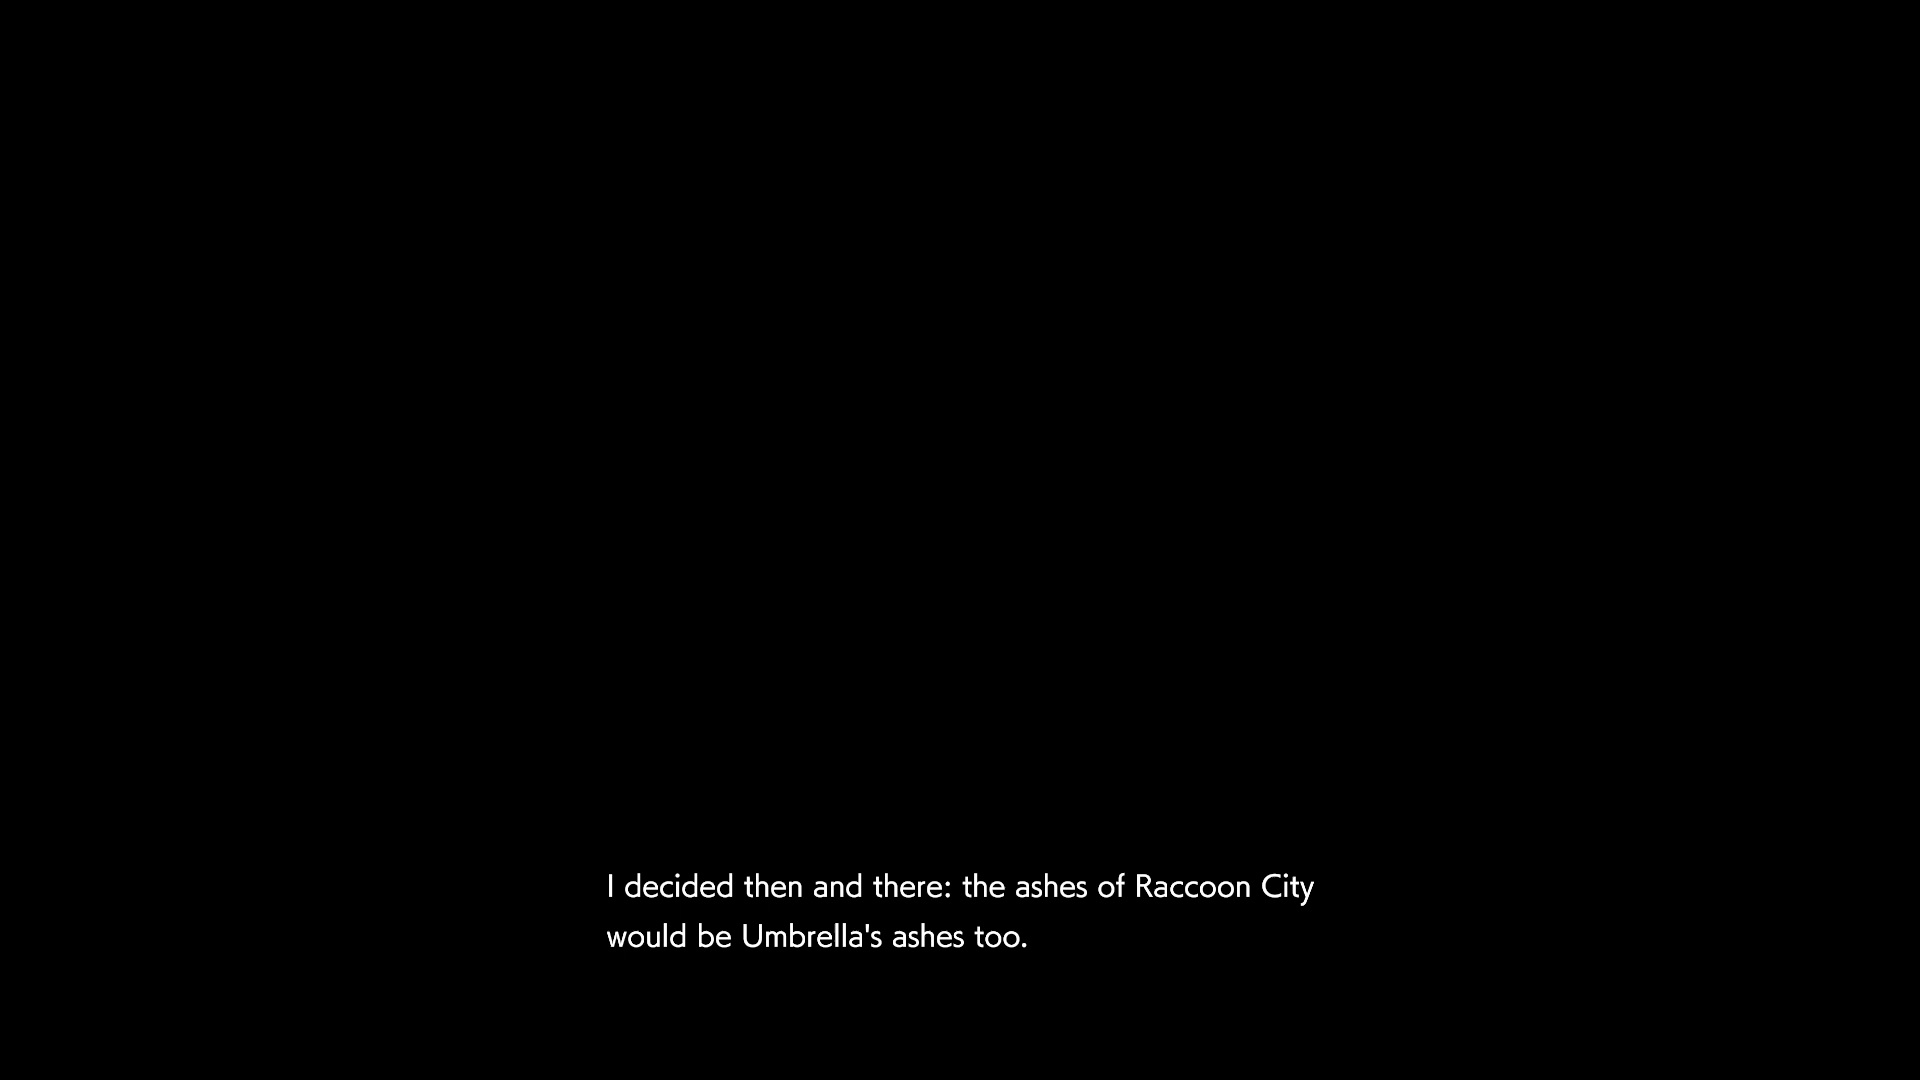 I decided then and there: the ashes of Raccoon City
would be Umbrella's ashes too.